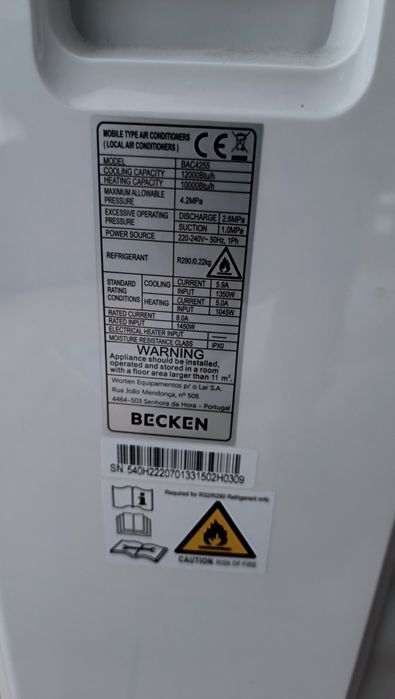 MOBILE TYPE AIR CONDITIONERS
( LOCAL AIR CONDITIONERS )
CE
MODEL BAC4255
COOLING CAPACITY 12000Btu/h
HEATING CAPACITY 10000Btu/h
MAXIMUM ALLOWABLE PRESSURE 4.2MPa
EXCESSIVE OPERATING PRESSURE DISCHARGE 2.6MPa
SUCTION 1.0MPa
POWER SOURCE 220-240V~ 50Hz, 1Ph
REFRIGERANT R290/0.22kg
STANDARD RATING CONDITIONS COOLING CURRENT 5.9A
INPUT 1350W
HEATING CURRENT 5.0A
INPUT 1045W
RATED CURRENT 8.0A
RATED INPUT 1450W
ELECTRICAL HEATER INPUT ——
MOISTURE RESISTANCE CLASS IPX0
WARNING
Appliance should be installed,
operated and stored in a room
with a floor area larger than 11 m².
Worten Equipamentos p/ o Lar S.A.
Rua João Mendonça, nº 505
4464-503 Senhora da Hora - Portugal
BECKEN
SN 540H2220701331502H0309
Required for R32/R290 Refrigerant only
CAUTION RISK OF FIRE